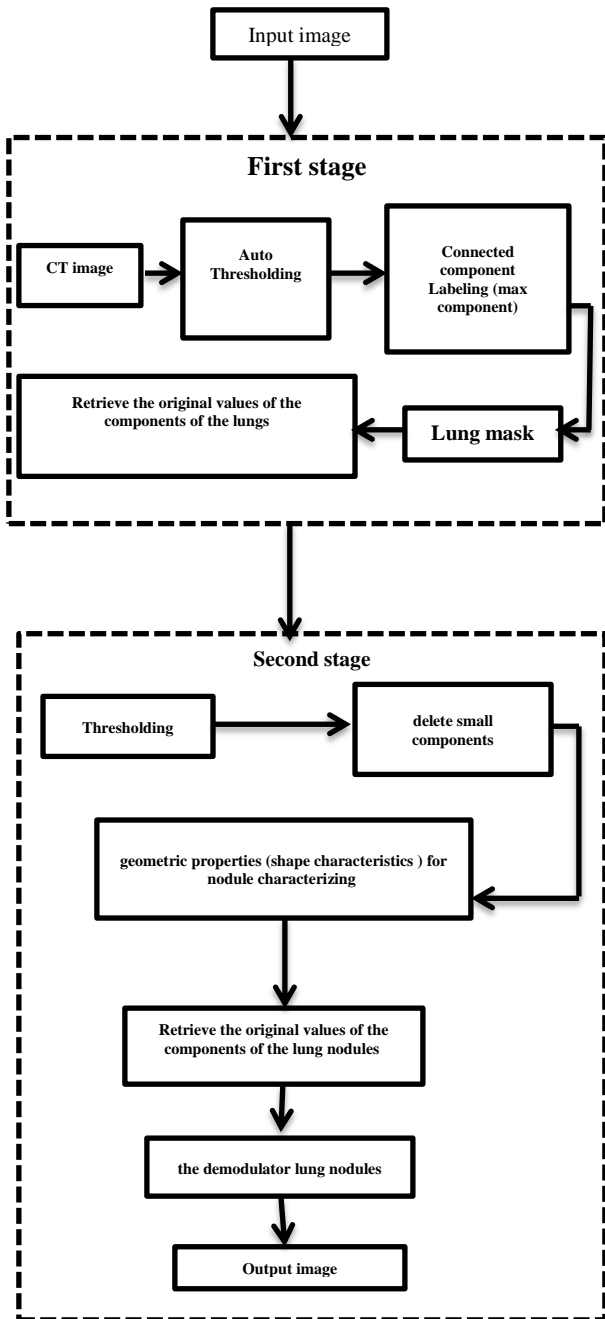 Input image
First stage
CT image
Auto
Thresholding
Connected
component
Labeling (max
component)
Lung mask
Retrieve the original values of the
components of the lungs
Second stage
Thresholding
delete small
components
geometric properties (shape characteristics ) for
nodule characterizing
Retrieve the original values of the
components of the lung nodules
the demodulator lung nodules
Output image